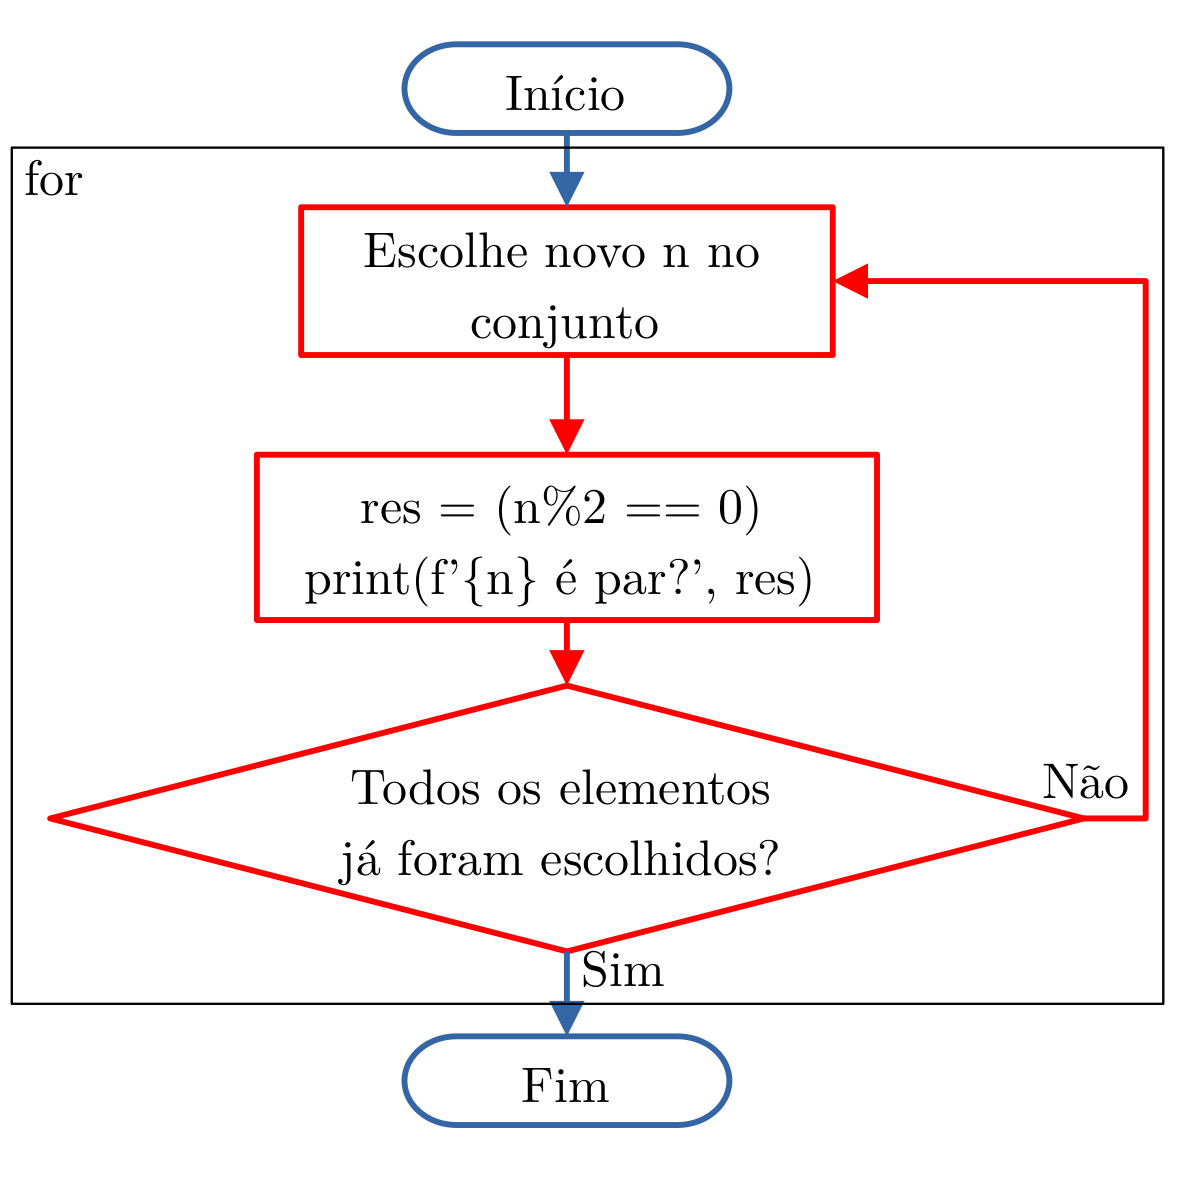 Início
for
Escolhe novo n no
conjunto
res = (n%2 == 0)
print(f'{n} é par?', res)
Todos os elementos
já foram escolhidos?
Não
Sim
Fim